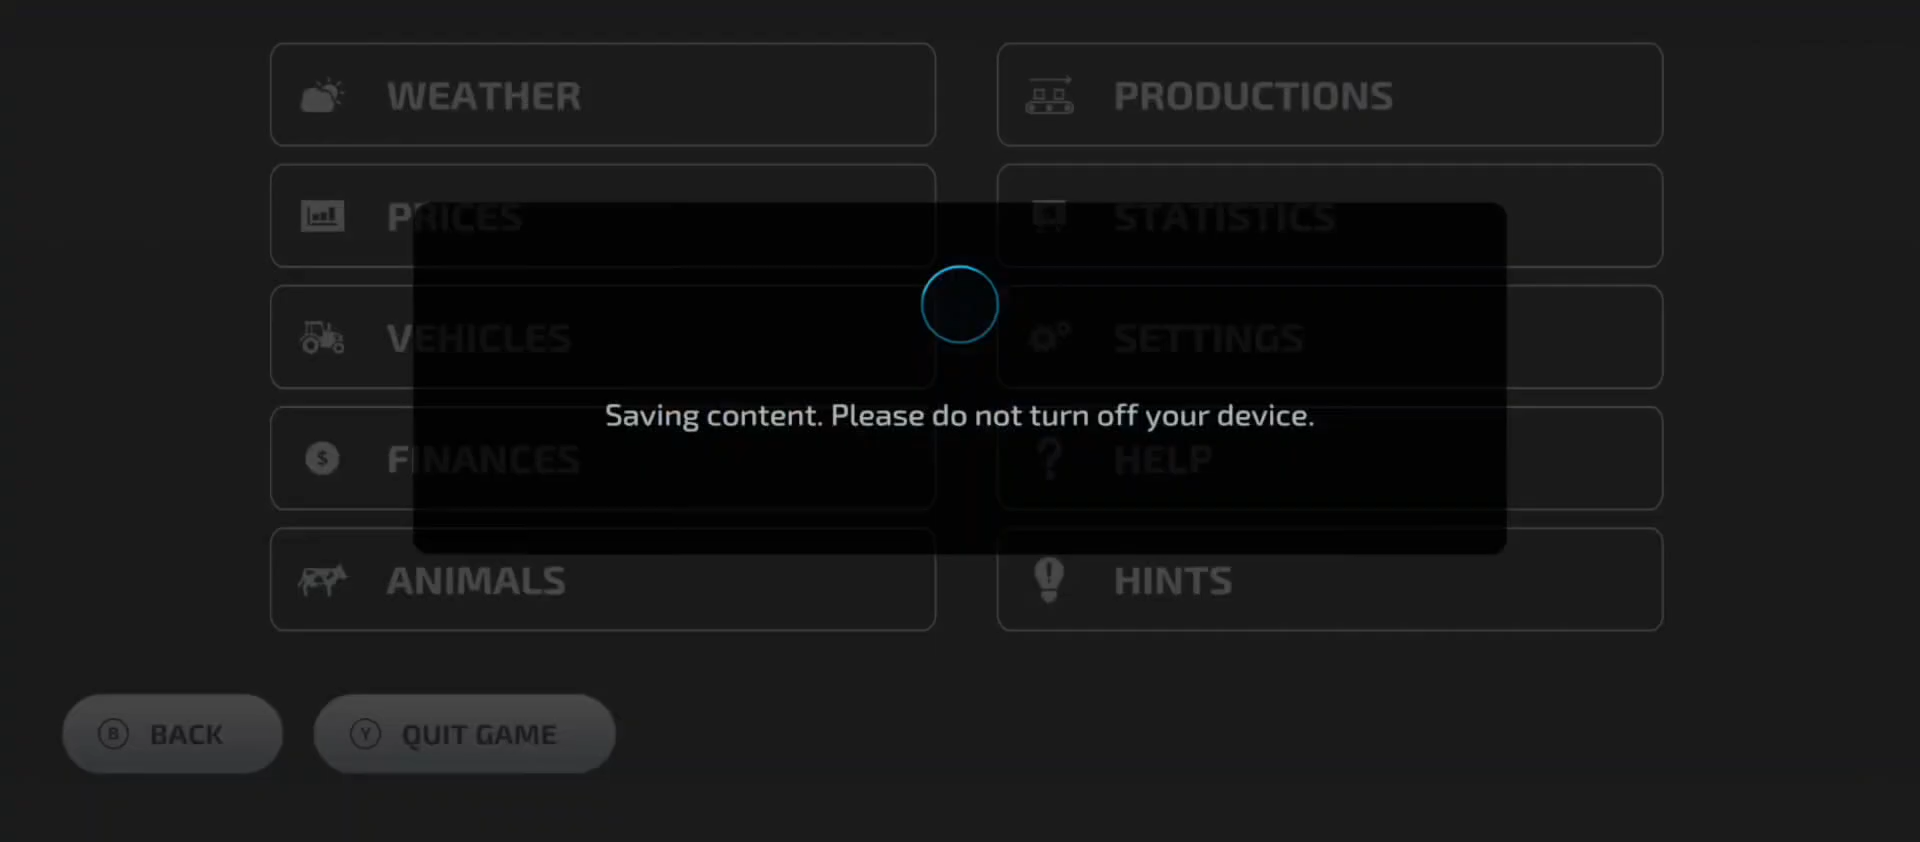 WEATHER
PRODUCTIONS
PRICES
STATISTICS
VEHICLES
SETTINGS
Saving content. Please do not turn off your device.
$ FINANCES
? HELP
ANIMALS
! HINTS
B BACK
Y QUIT GAME